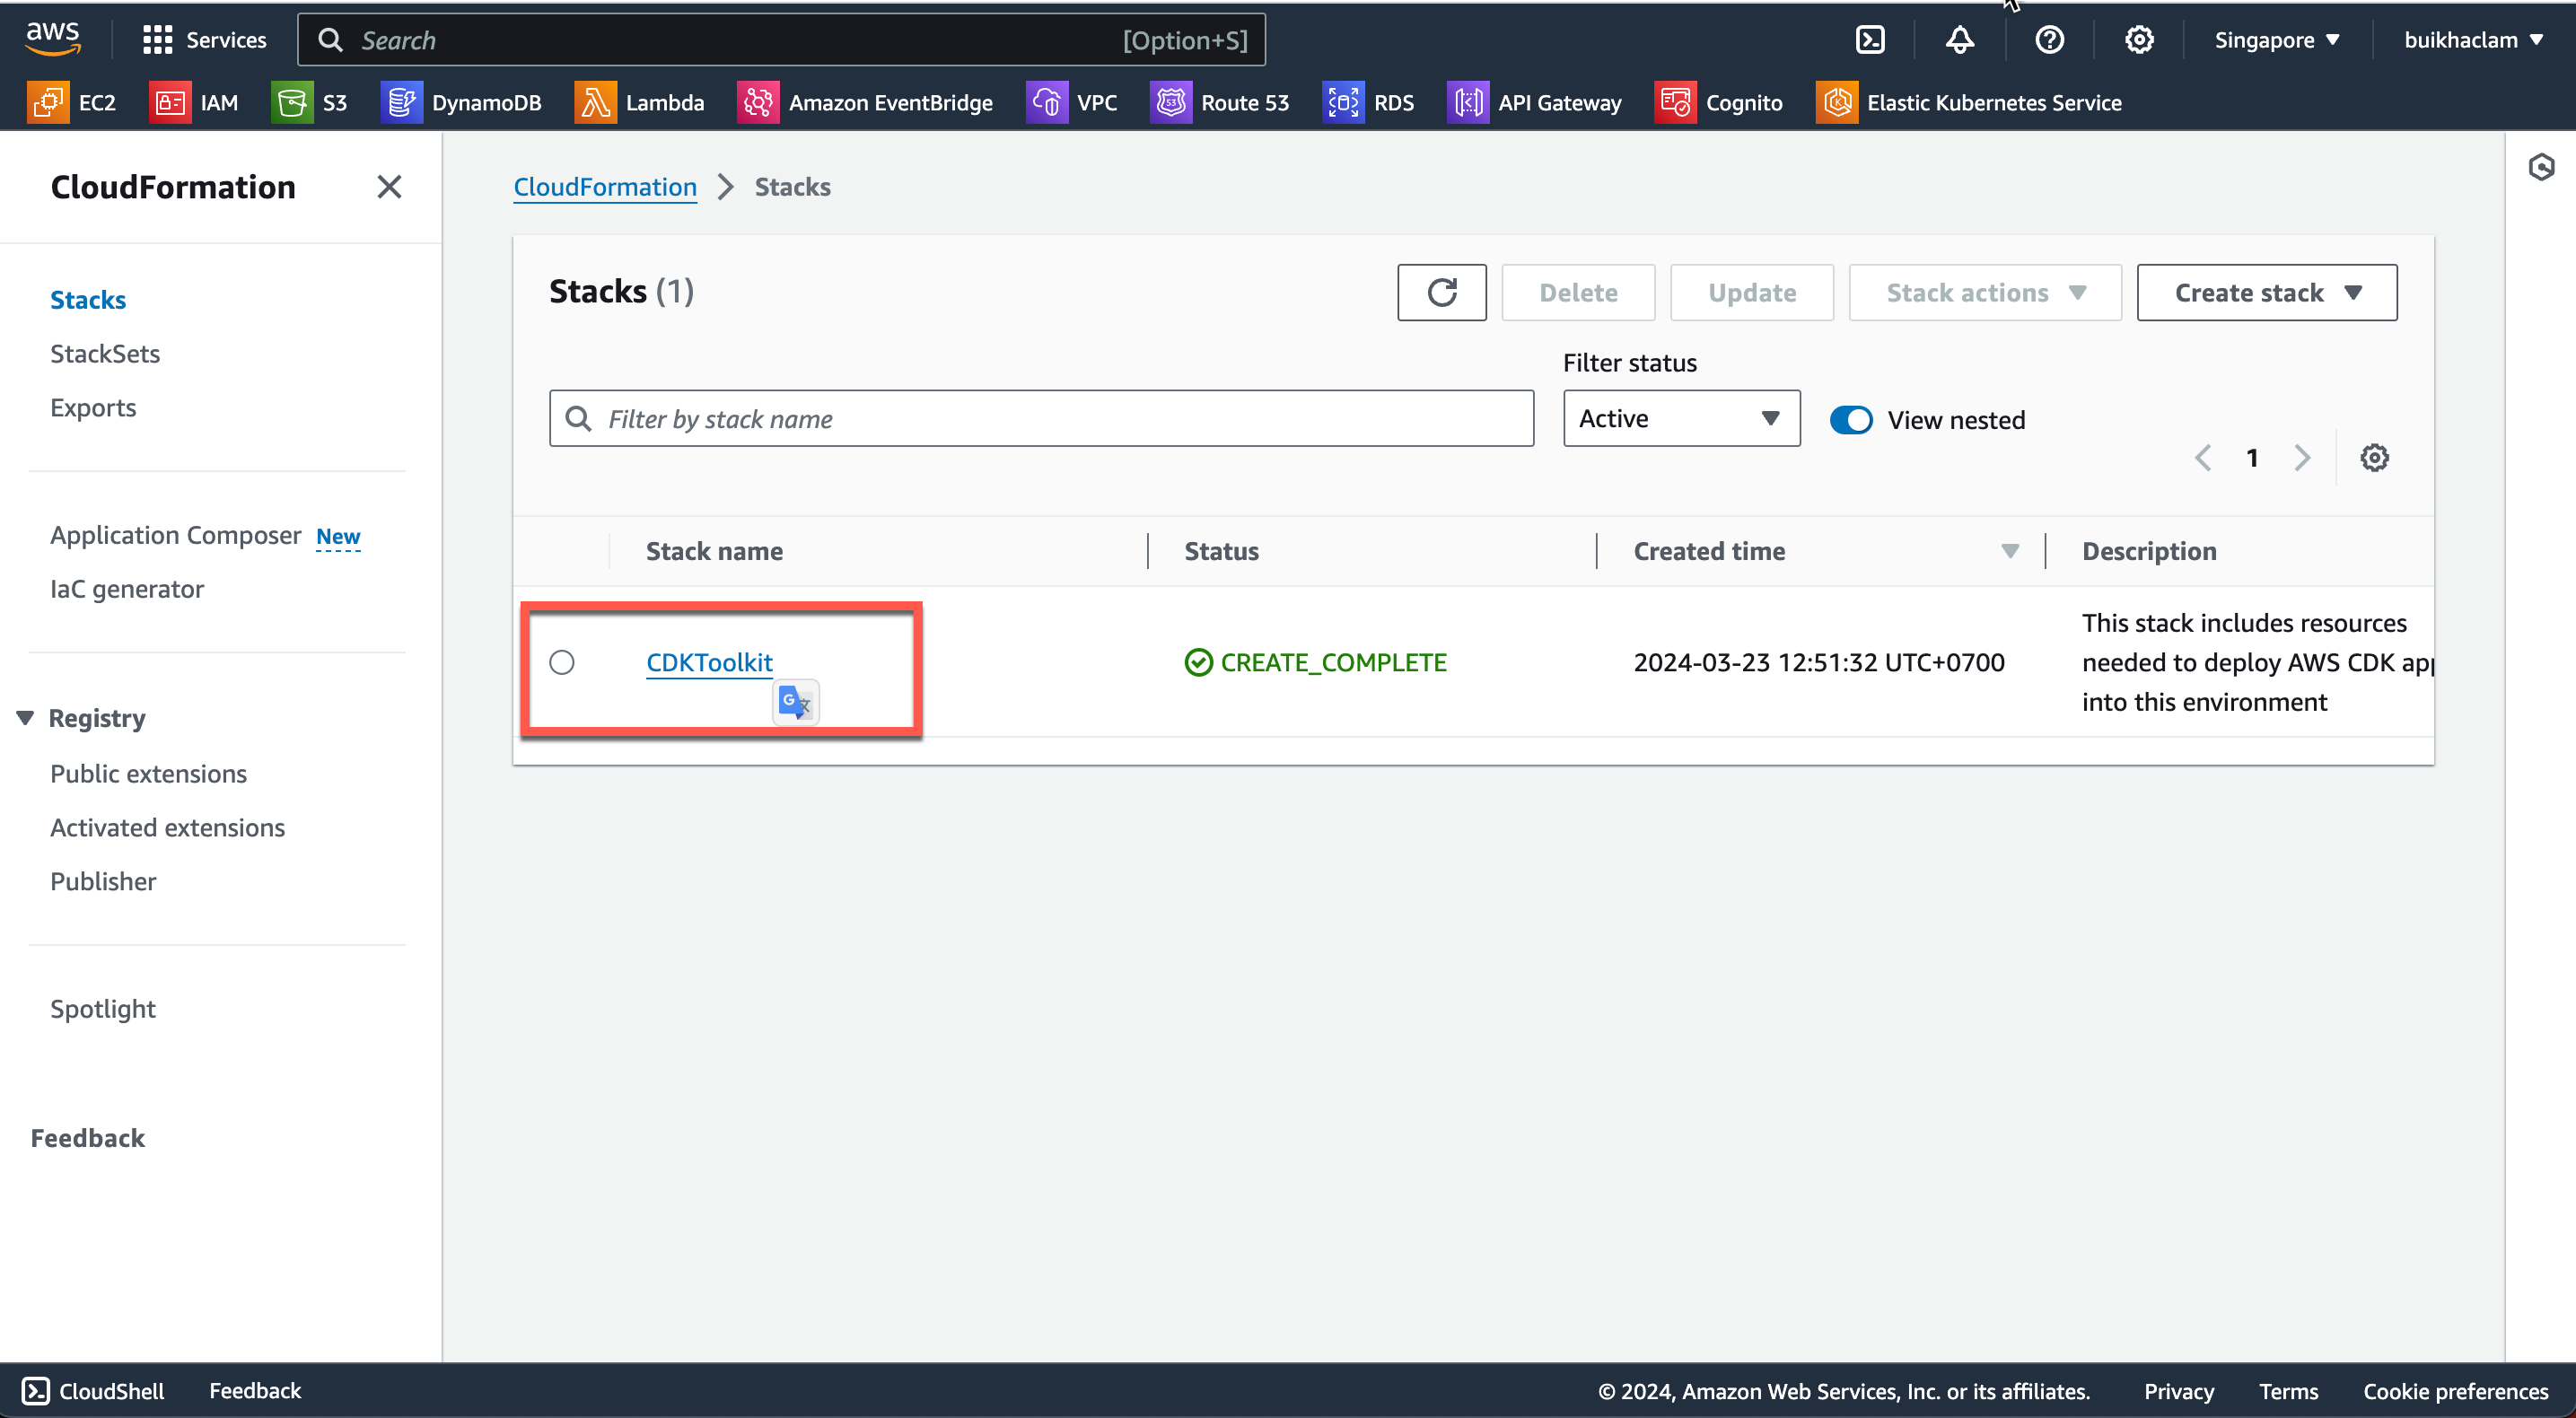 aws
Services
Search
[Option+S]
Singapore
buikhaclam
EC2
IAM
S3
DynamoDB
Lambda
Amazon EventBridge
VPC
Route 53
RDS
API Gateway
Cognito
Elastic Kubernetes Service
CloudFormation
Stacks
StackSets
Exports
Application Composer New
IaC generator
Registry
Public extensions
Activated extensions
Publisher
Spotlight
Feedback
CloudFormation
Stacks
Stacks (1)
Delete
Update
Stack actions
Create stack
Filter by stack name
Filter status
Active
View nested
1
Stack name
Status
Created time
Description
CDKToolkit
CREATE_COMPLETE
2024-03-23 12:51:32 UTC+0700
This stack includes resources
needed to deploy AWS CDK app
into this environment
CloudShell
Feedback
© 2024, Amazon Web Services, Inc. or its affiliates.
Privacy
Terms
Cookie preferences